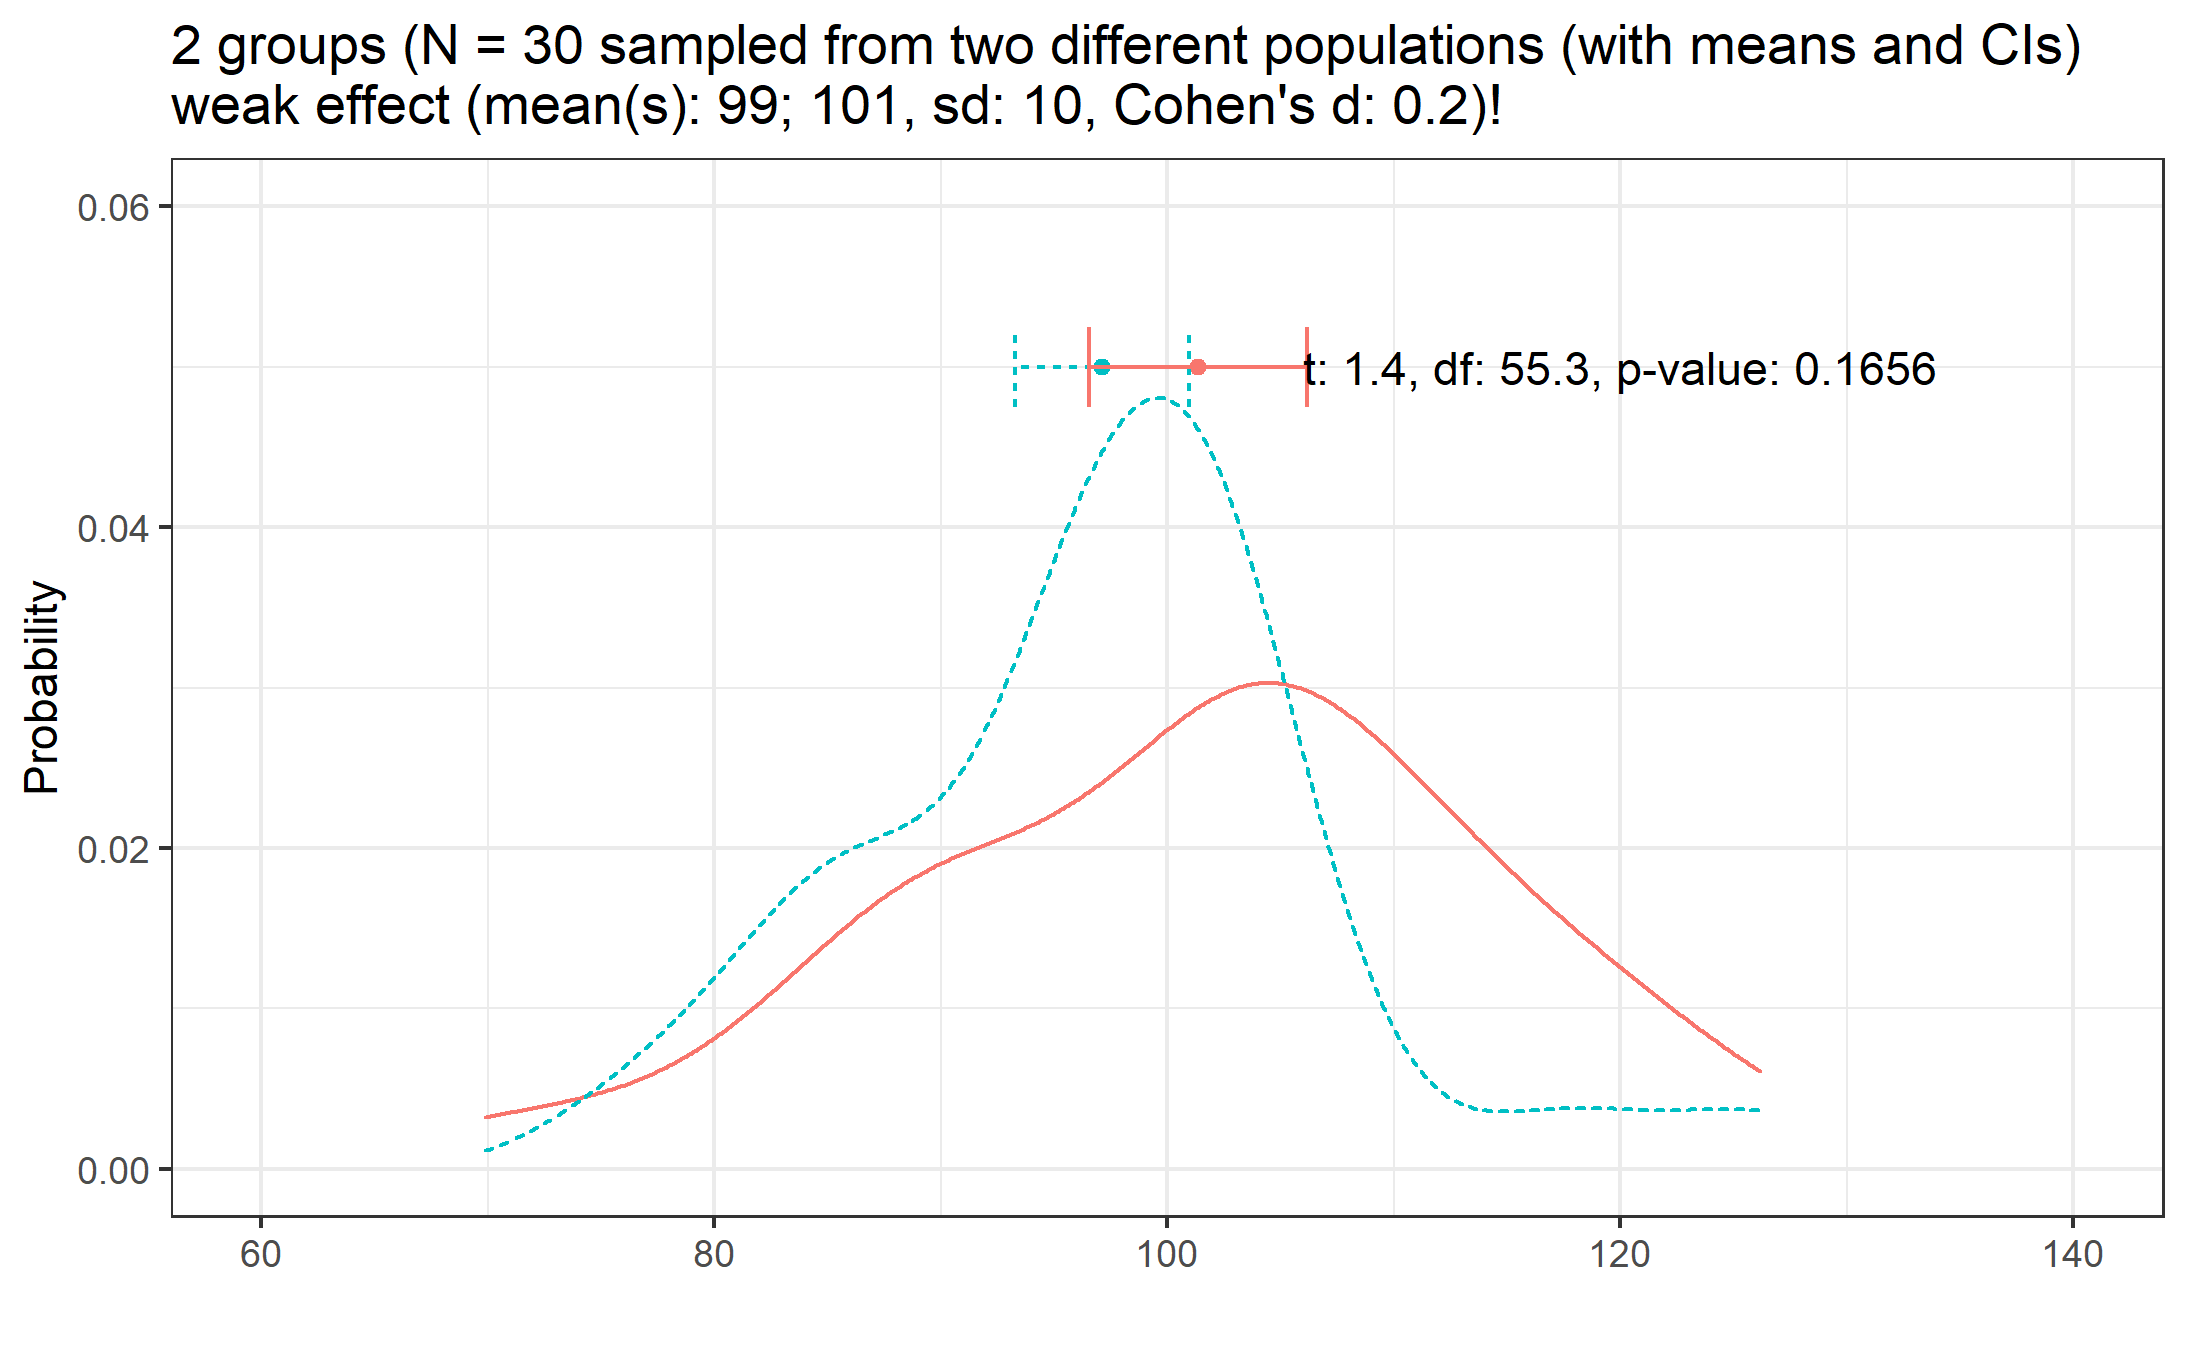 2 groups (N = 30 sampled from two different populations (with means and CIs)
weak effect (mean(s): 99; 101, sd: 10, Cohen's d: 0.2)!
0.06
t: 1.4, df: 55.3, p-value: 0.1656
0.04
Probability
0.02
0.00
60 80 100 120 140